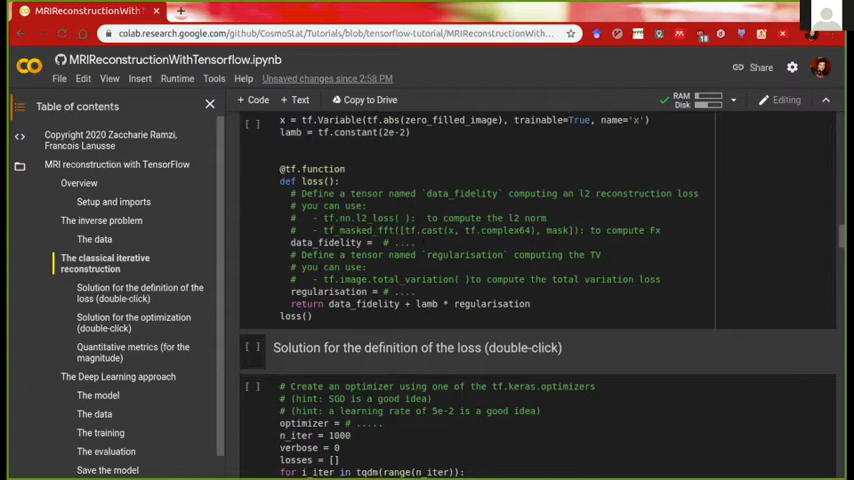 MRIReconstructionWithT
colab.research.google.com/github/CosmoStat/Tutorials/blob/tensorflow-tutorial/MRIReconstructionWithTensorflow.ipynb...
18
MRIReconstructionWithTensorflow.ipynb
Share
File Edit View Insert Runtime Tools Help Unsaved changes since 2:58 PM
Table of contents
+ Code + Text Copy to Drive
RAM
Disk
Editing
Copyright 2020 Zaccharie Ramzi,
Francois Lanusse
MRI reconstruction with TensorFlow
Overview
Setup and imports
The inverse problem
The data
The classical iterative
reconstruction
Solution for the definition of the
loss (double-click)
Solution for the optimization
(double-click)
Quantitative metrics (for the
magnitude)
The Deep Learning approach
The model
The data
The training
The evaluation
Save the model
[ ]
x = tf.Variable(tf.abs(zero_filled_image), trainable=True, name='x')
lamb = tf.constant(2e-2)
@tf.function
def loss():
# Define a tensor named `data_fidelity` computing an l2 reconstruction loss
# you can use:
# - tf.nn.l2_loss( ): to compute the l2 norm
# - tf_masked_fft([tf.cast(x, tf.complex64), mask]): to compute Fx
data_fidelity = # ....
# Define a tensor named `regularisation` computing the TV
# you can use:
# - tf.image.total_variation( )to compute the total variation loss
regularisation = # ....
return data_fidelity + lamb * regularisation
loss()
[ ] Solution for the definition of the loss (double-click)
[ ]
# Create an optimizer using one of the tf.keras.optimizers
# (hint: SGD is a good idea)
# (hint: a learning rate of 5e-2 is a good idea)
optimizer = # .....
n_iter = 1000
verbose = 0
losses = []
for i_iter in tqdm(range(n_iter)):